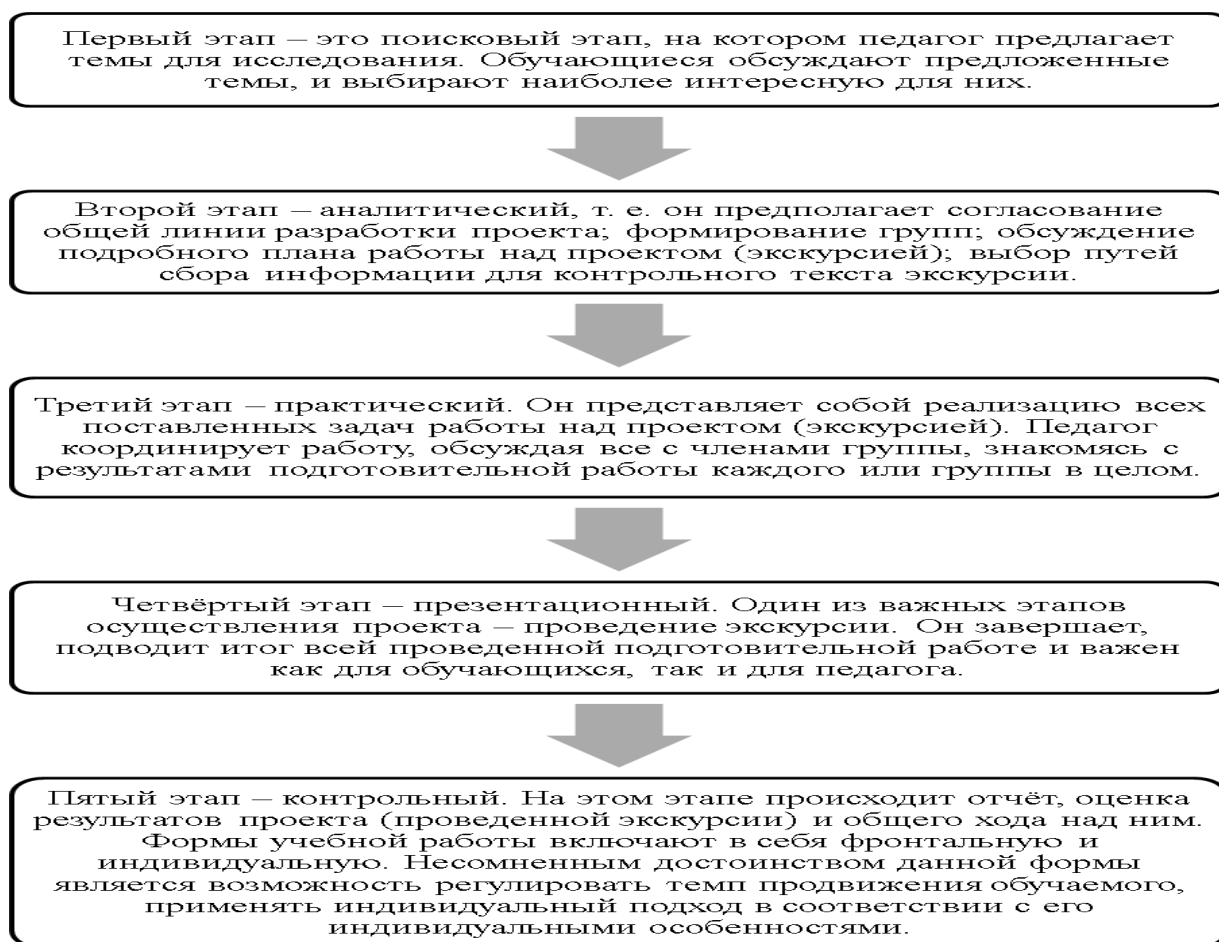 Первый этап – это поисковый этап, на котором педагог предлагает
темы для исследования. Обучающиеся обсуждают предложенные
темы, и выбирают наиболее интересную для них.
Второй этап – аналитический, т. е. он предполагает согласование
общей линии разработки проекта; формирование групп; обсуждение
подробного плана работы над проектом (экскурсией); выбор путей
сбора информации для контрольного текста экскурсии.
Третий этап – практический. Он представляет собой реализацию всех
поставленных задач работы над проектом (экскурсией). Педагог
координирует работу, обсуждая все с членами группы, знакомясь с
результатами подготовительной работы каждого или группы в целом.
Четвёртый этап – презентационный. Один из важных этапов
осуществления проекта – проведение экскурсии. Он завершает,
подводит итог всей проведенной подготовительной работе и важен
как для обучающихся, так и для педагога.
Пятый этап – контрольный. На этом этапе происходит отчёт, оценка
результатов проекта (проведенной экскурсии) и общего хода над ним.
Формы учебной работы включают в себя фронтальную и
индивидуальную. Несомненным достоинством данной формы
является возможность регулировать темп продвижения обучаемого,
применять индивидуальный подход в соответствии с его
индивидуальными особенностями.